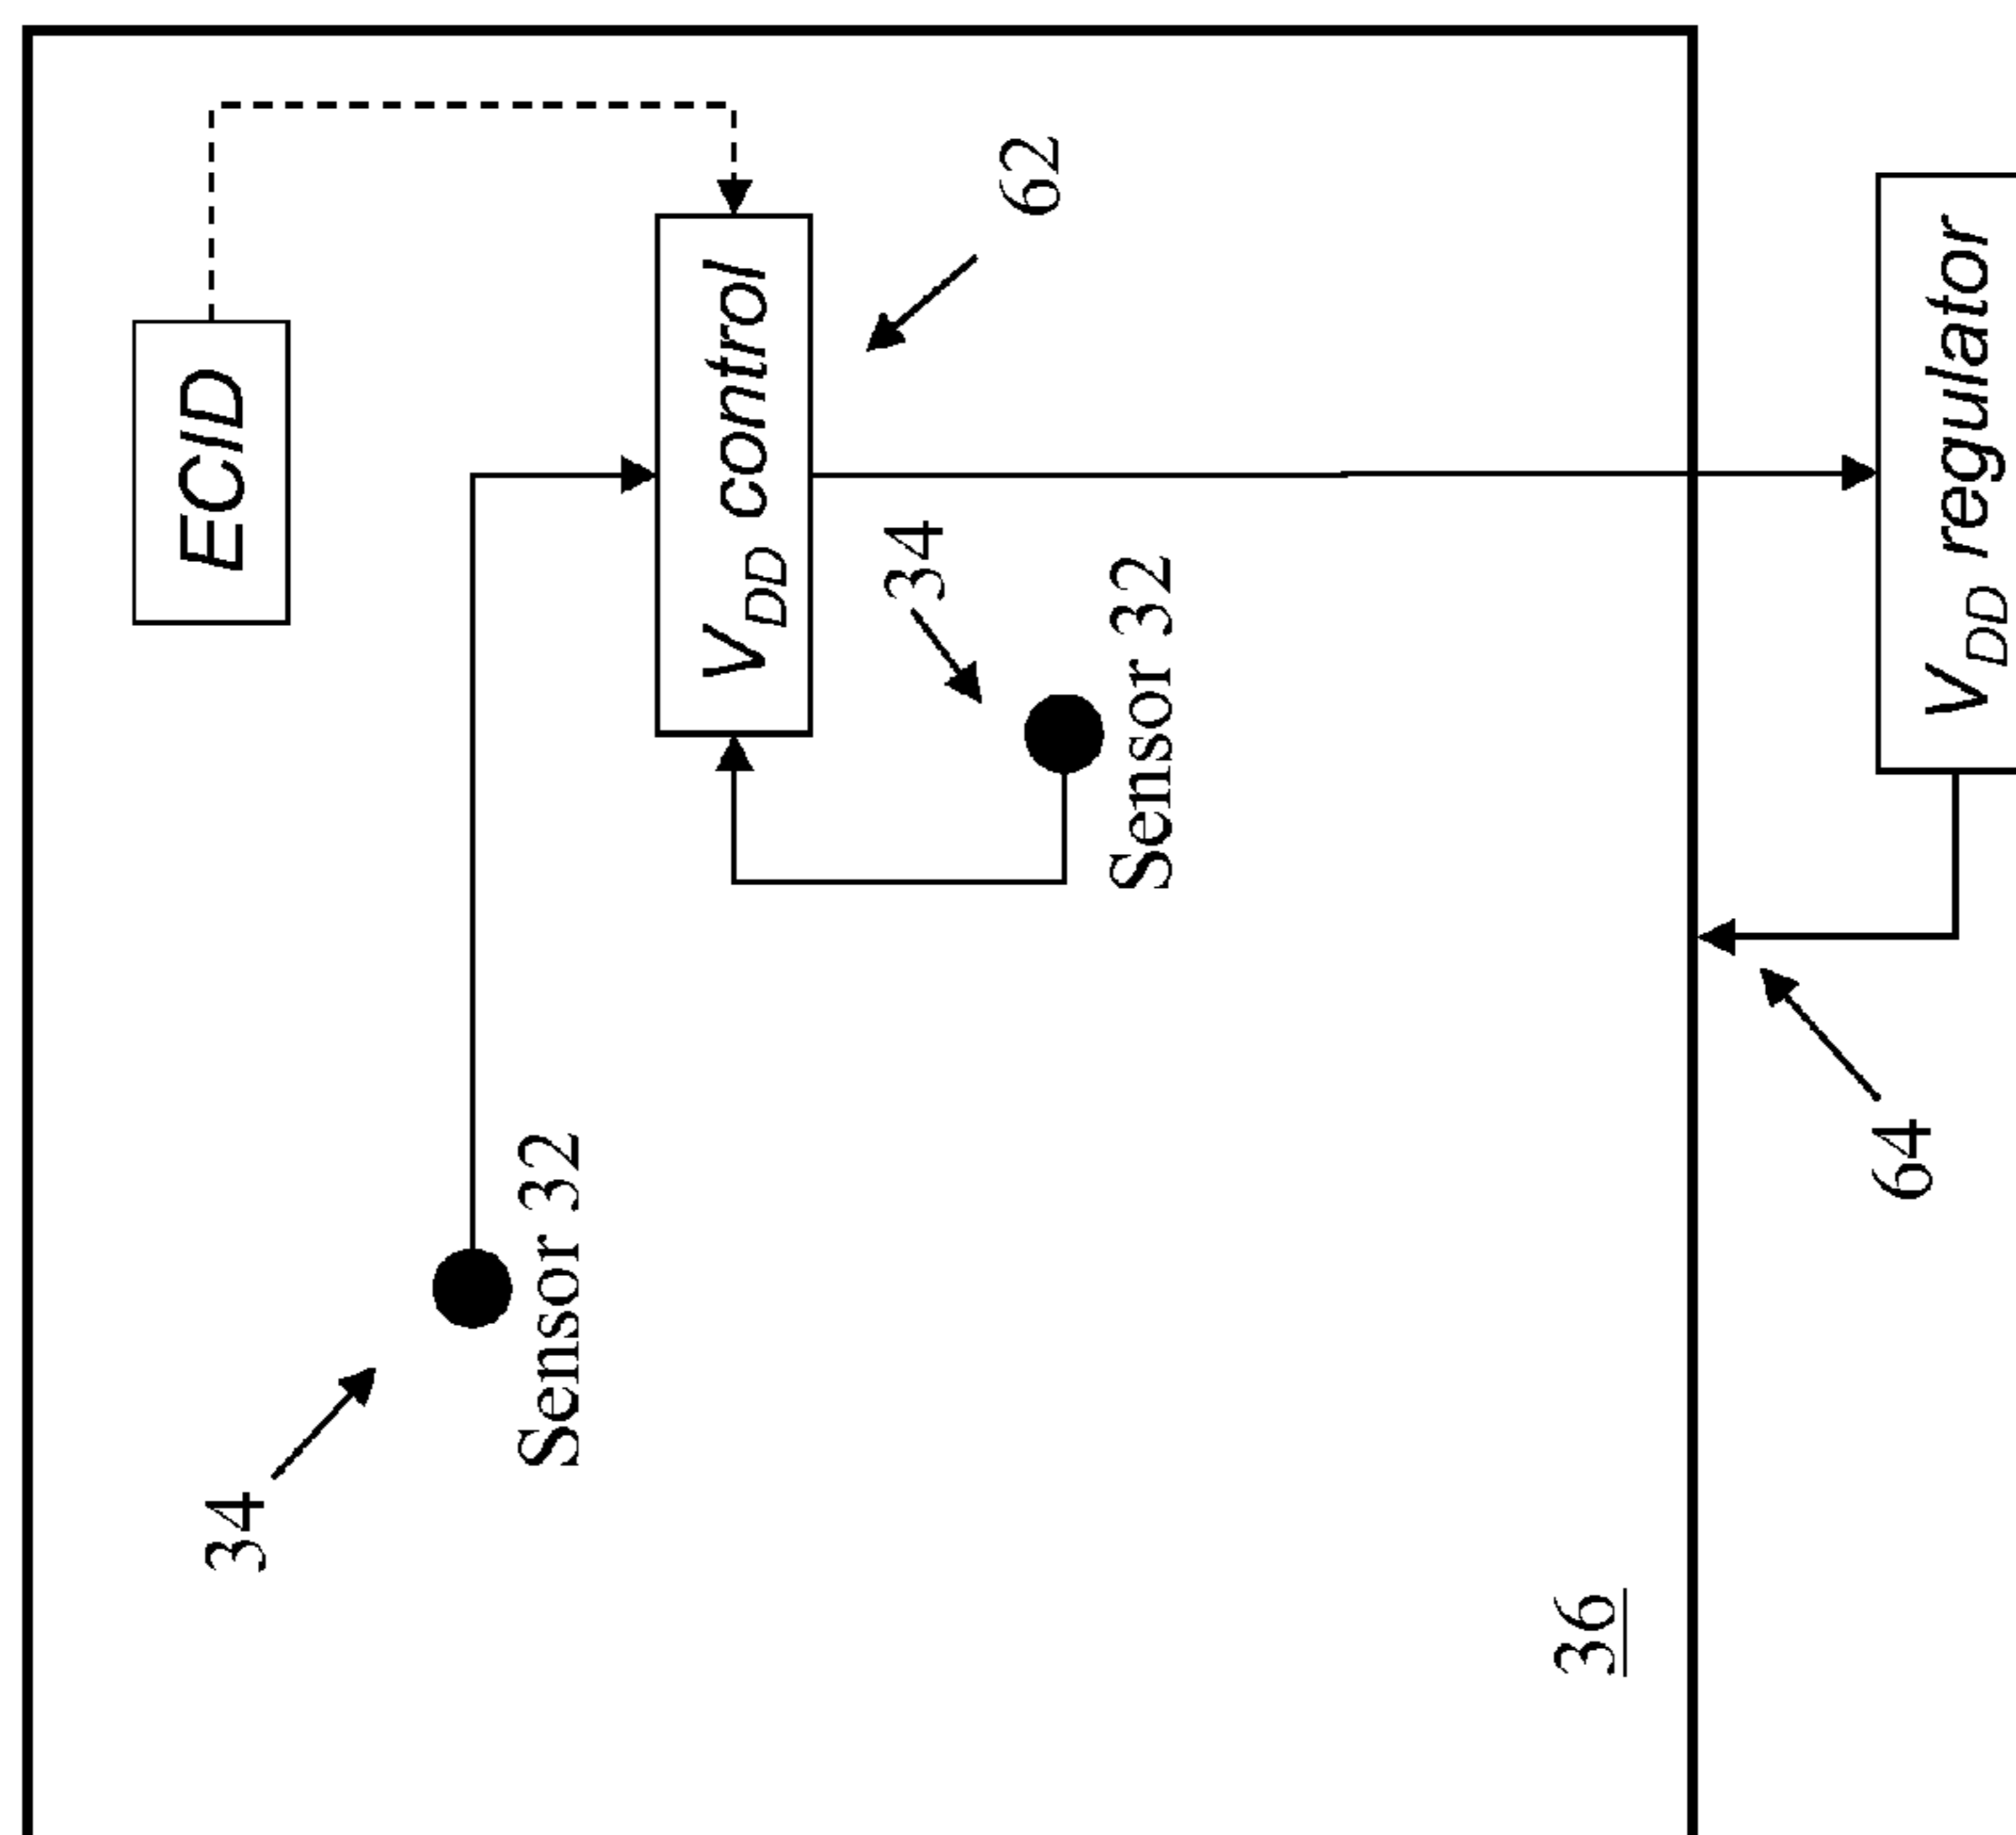 ECID
62
V_DD control
34
Sensor 32
34
Sensor 32
V_DD regulator
64
36